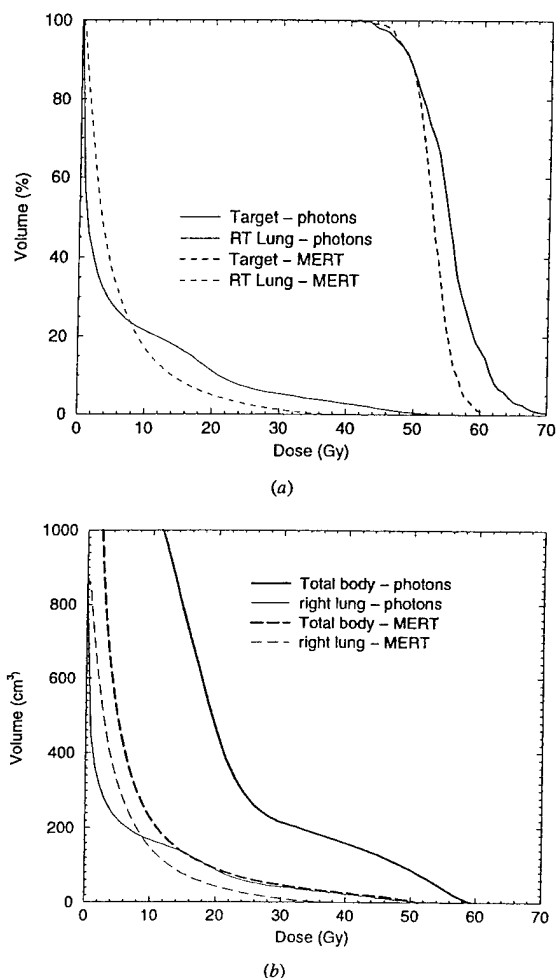 100
80
60
40
20
0
Volume (%)
Target – photons
RT Lung – photons
Target – MERT
RT Lung – MERT
0 10 20 30 40 50 60 70
Dose (Gy)
(a)
1000
800
600
400
200
0
Volume (cm³)
Total body – photons
right lung – photons
Total body – MERT
right lung – MERT
0 10 20 30 40 50 60 70
Dose (Gy)
(b)